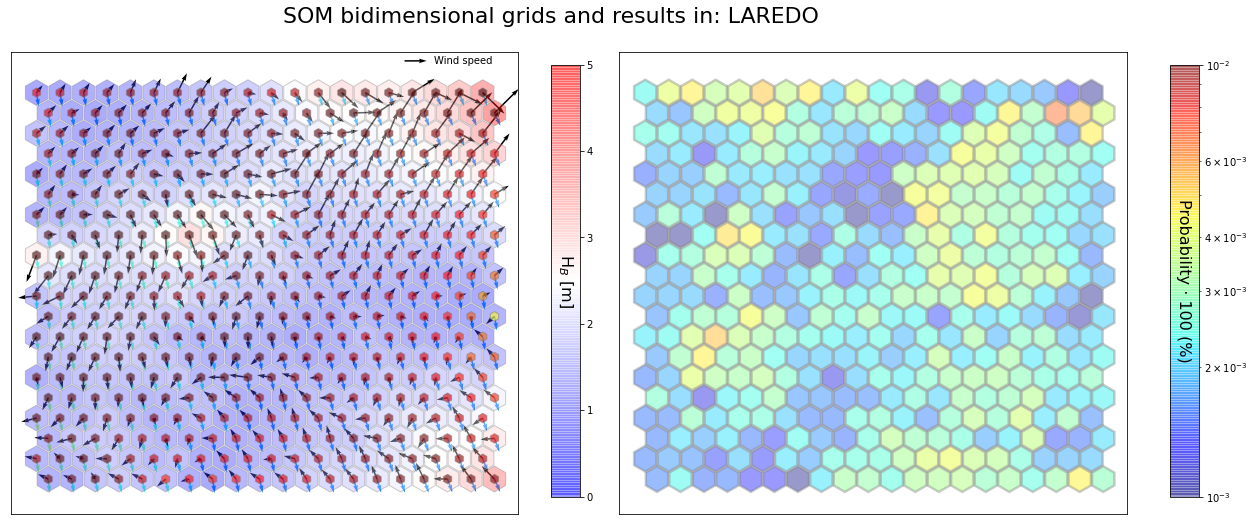 SOM bidimensional grids and results in: LAREDO
Wind speed
5
4
3
2
1
0
H_B [m]
10⁻²
6 × 10⁻³
4 × 10⁻³
3 × 10⁻³
2 × 10⁻³
10⁻³
Probability · 100 (%)